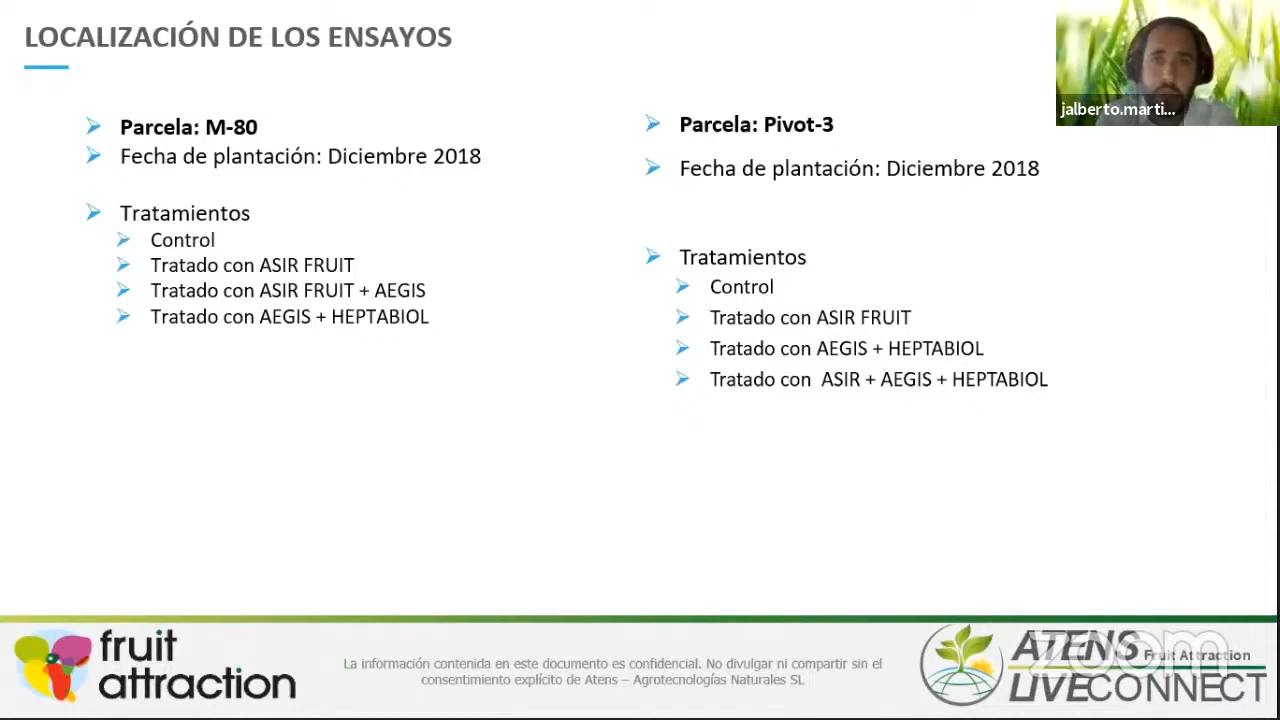 LOCALIZACIÓN DE LOS ENSAYOS
jalberto.marti...
Parcela: M-80
Fecha de plantación: Diciembre 2018
Tratamientos
Control
Tratado con ASIR FRUIT
Tratado con ASIR FRUIT + AEGIS
Tratado con AEGIS + HEPTABIOL
Parcela: Pivot-3
Fecha de plantación: Diciembre 2018
Tratamientos
Control
Tratado con ASIR FRUIT
Tratado con AEGIS + HEPTABIOL
Tratado con ASIR + AEGIS + HEPTABIOL
fruit
attraction
La información contenida en este documento es confidencial. No divulgar ni compartir sin el
consentimiento explícito de Atens – Agrotecnologías Naturales SL
ATENS Fruit Attraction
LIVECONNECT
zoom